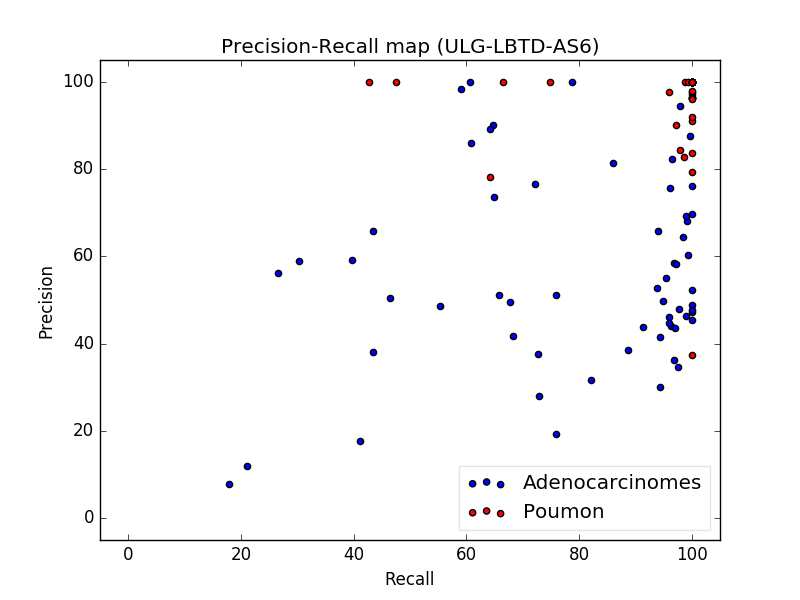 Precision-Recall map (ULG-LBTD-AS6)
100
80
60
40
20
0
Precision
0 20 40 60 80 100
Recall
Adenocarcinomes
Poumon